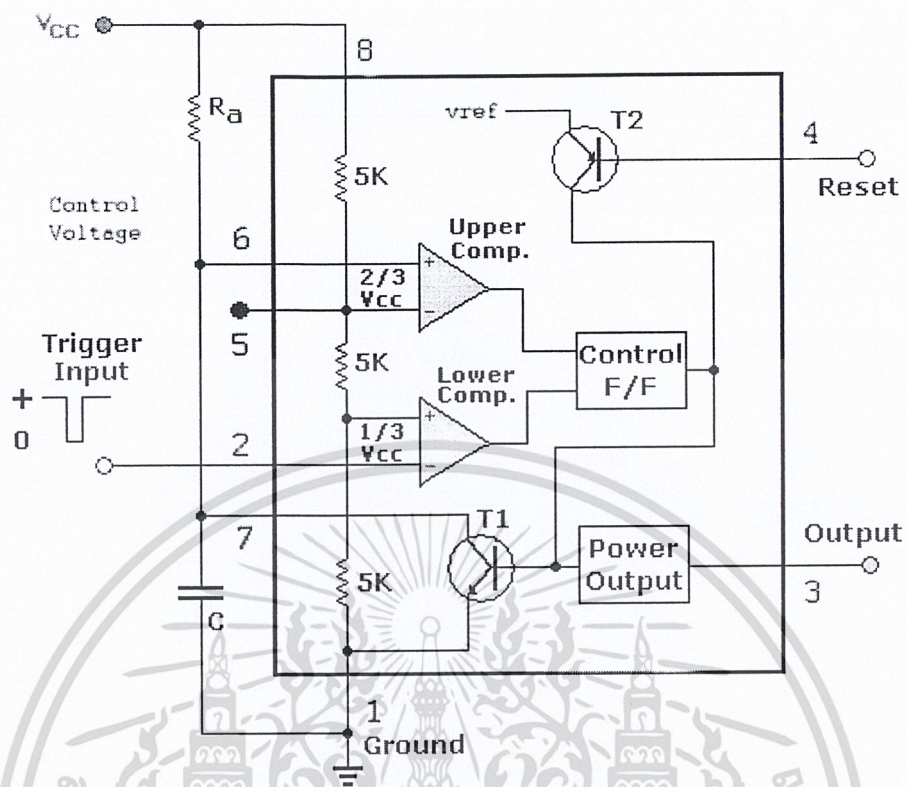 VCC
8
Ra
vref
T2
4
Reset
5K
Control
Voltage
6
Upper
Comp.
2/3
Vcc
5
Trigger
Input
+
0
5K
Control
F/F
Lower
Comp.
1/3
Vcc
2
+
−
+
−
7
T1
Power
Output
Output
3
5K
C
1
Ground